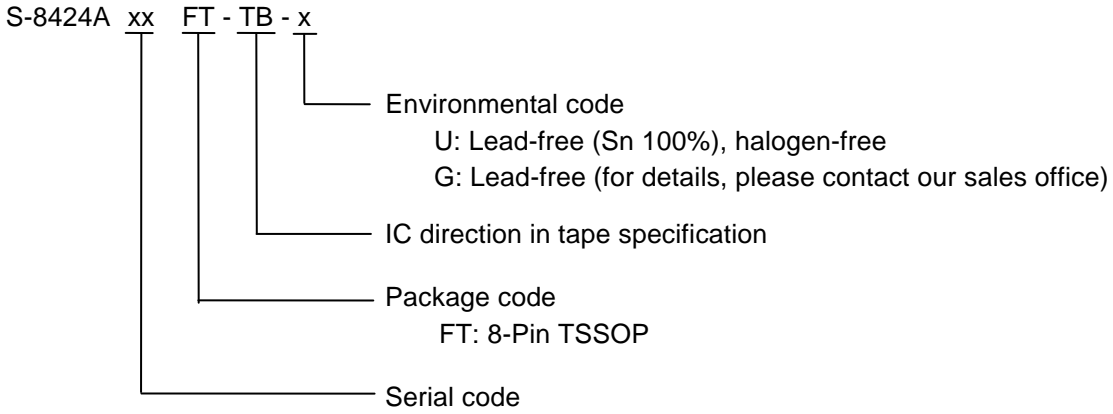 S-8424A xx FT - TB - x
Environmental code
U: Lead-free (Sn 100%), halogen-free
G: Lead-free (for details, please contact our sales office)
IC direction in tape specification
Package code
FT: 8-Pin TSSOP
Serial code